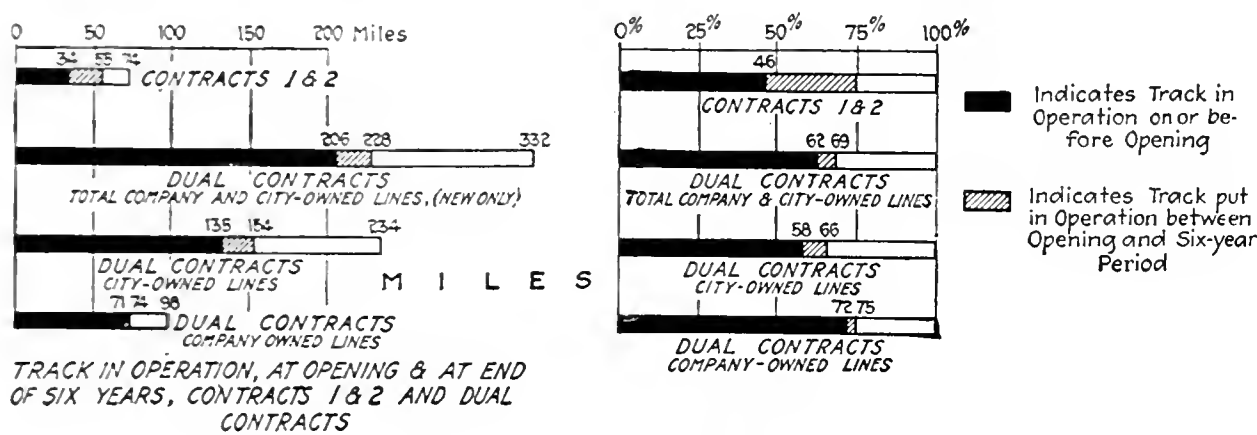 0 50 100 200 Miles
34 55 74
CONTRACTS 1 & 2
206 228 332
DUAL CONTRACTS
TOTAL COMPANY AND CITY-OWNED LINES, (NEW ONLY)
135 154 234
DUAL CONTRACTS
CITY-OWNED LINES
71 74 98
DUAL CONTRACTS
COMPANY OWNED LINES
MILES
TRACK IN OPERATION, AT OPENING & AT END
OF SIX YEARS, CONTRACTS 1 & 2 AND DUAL
CONTRACTS
0% 25% 50% 75% 100%
46
CONTRACTS 1 & 2
62 69
DUAL CONTRACTS
TOTAL COMPANY & CITY-OWNED LINES
58 66
DUAL CONTRACTS
CITY-OWNED LINES
72 75
DUAL CONTRACTS
COMPANY-OWNED LINES
Indicates Track in
Operation on or be-
fore Opening
Indicates Track put
in Operation between
Opening and Six-year
Period